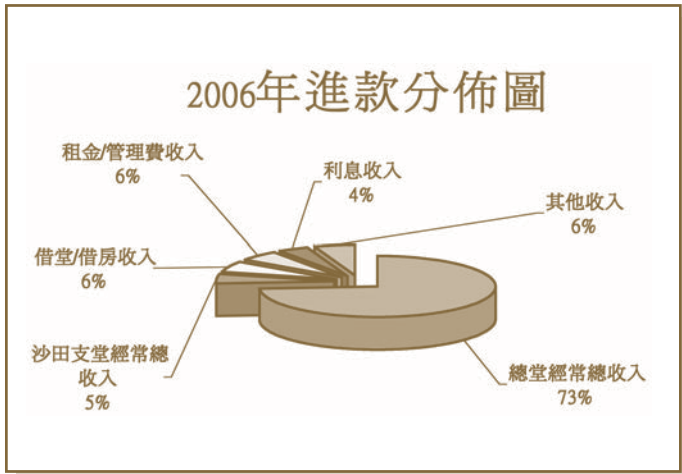 2006年進款分佈圖
租金/管理費收入
6%
利息收入
4%
其他收入
6%
借堂/借房收入
6%
沙田支堂經常總
收入
5%
總堂經常總收入
73%